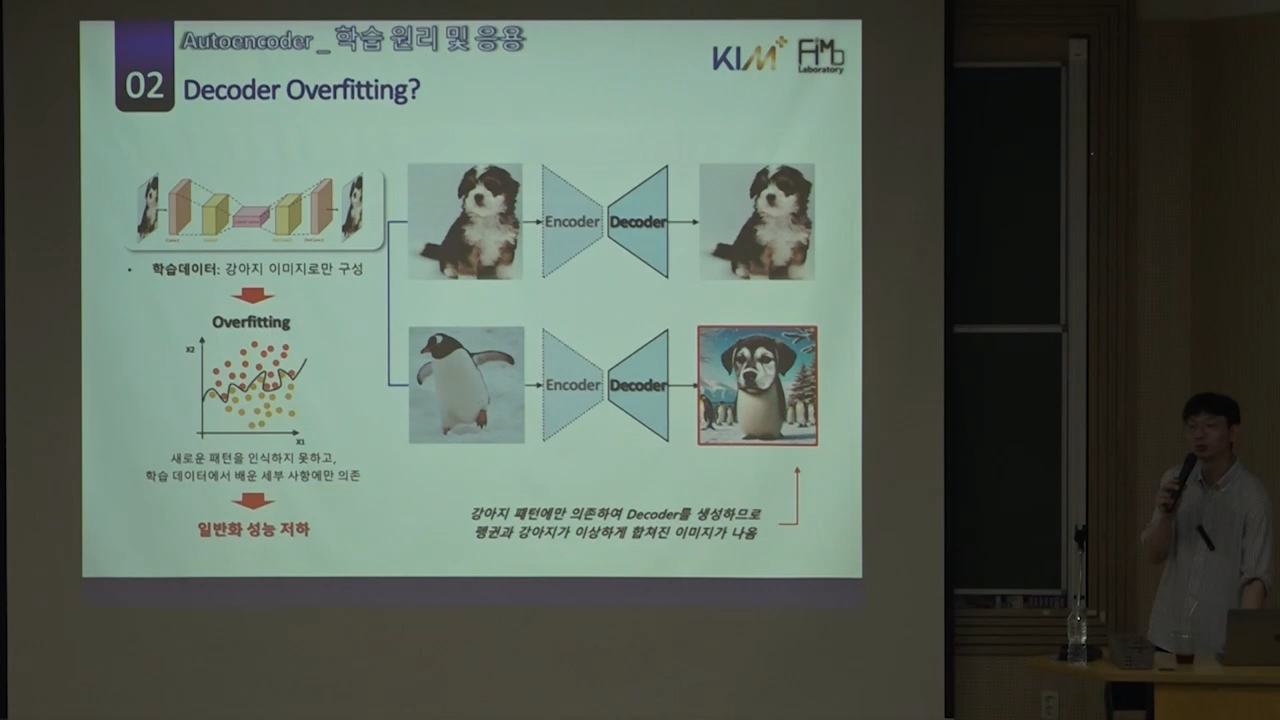 Autoencoder _ 학습 원리 및 응용
02
Decoder Overfitting?
KIM+
FiMb
Laboratory
• 학습데이터: 강아지 이미지로만 구성
Overfitting
X2
X1
새로운 패턴을 인식하지 못하고,
학습 데이터에서 배운 세부 사항에만 의존
일반화 성능 저하
Encoder
Decoder
Encoder
Decoder
강아지 패턴에만 의존하여 Decoder를 생성하므로
펭귄과 강아지가 이상하게 합쳐진 이미지가 나옴